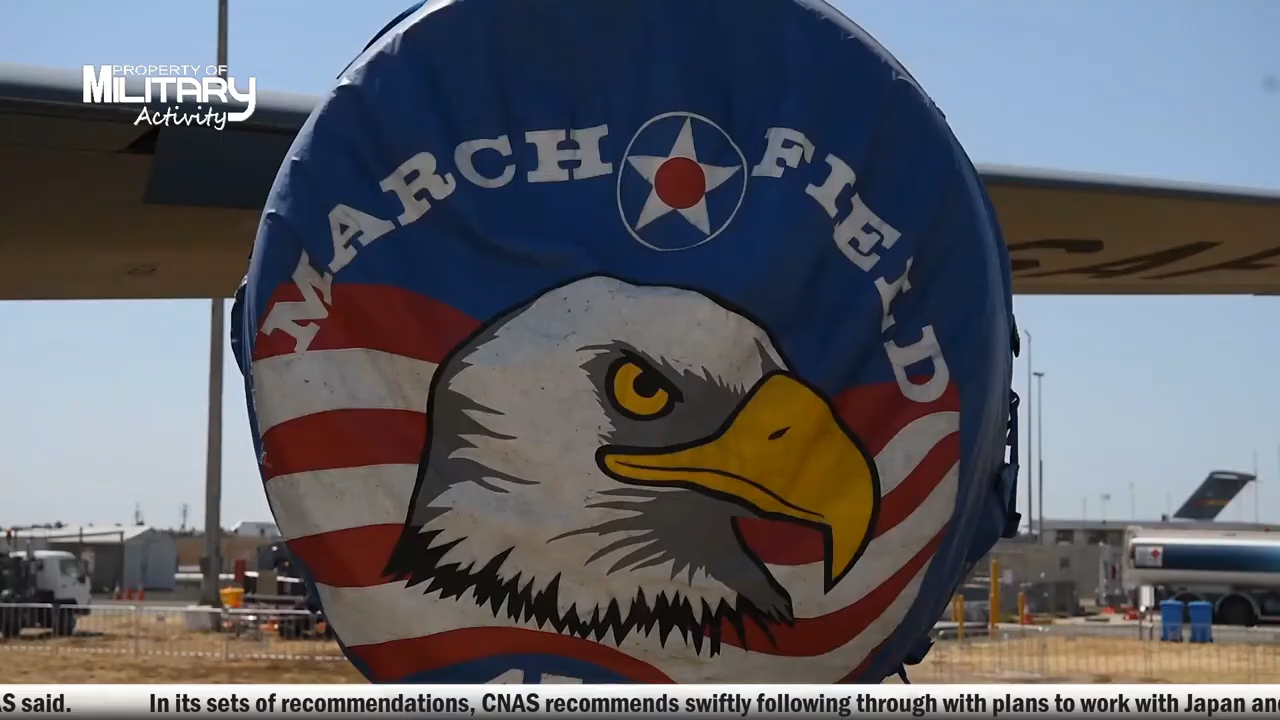 PROPERTY OF
MILITARY
Activity
MARCH FIELD
AS said. In its sets of recommendations, CNAS recommends swiftly following through with plans to work with Japan and